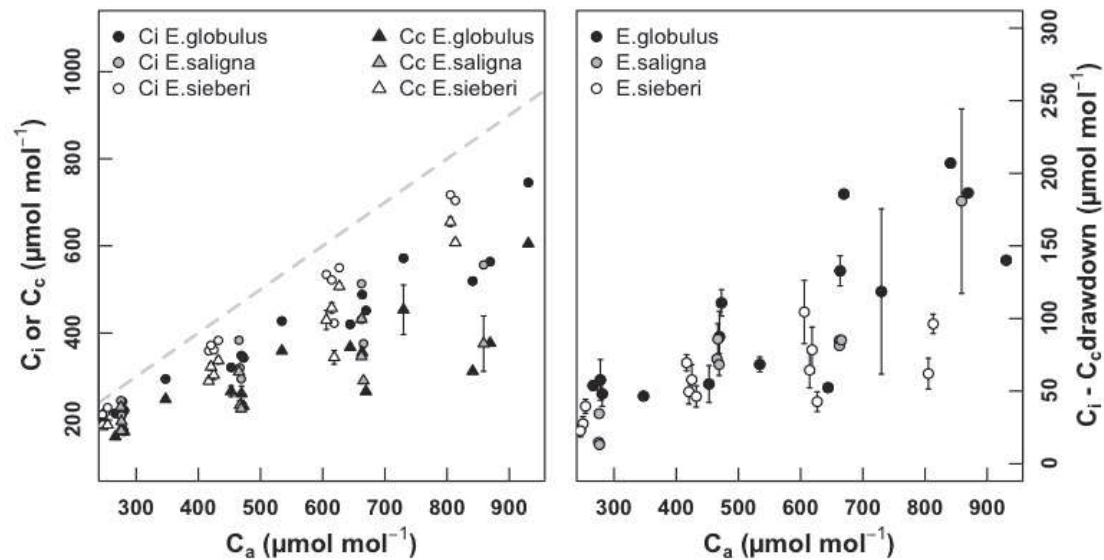 Ci E.globulus
Ci E.saligna
Ci E.sieberi
Cc E.globulus
Cc E.saligna
Cc E.sieberi
1000
800
600
400
200
Cᵢ or C꜀ (µmol mol⁻¹)
300 400 500 600 700 800 900
Cₐ (µmol mol⁻¹)
E.globulus
E.saligna
E.sieberi
300
250
200
150
100
50
0
Cᵢ - C꜀drawdown (µmol mol⁻¹)
300 400 500 600 700 800 900
Cₐ (µmol mol⁻¹)